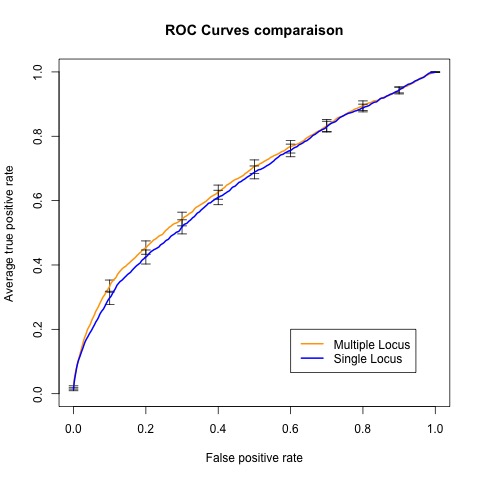 ROC Curves comparaison
Average true positive rate
1.0
0.8
0.6
0.4
0.2
0.0
Multiple Locus
Single Locus
0.0 0.2 0.4 0.6 0.8 1.0
False positive rate